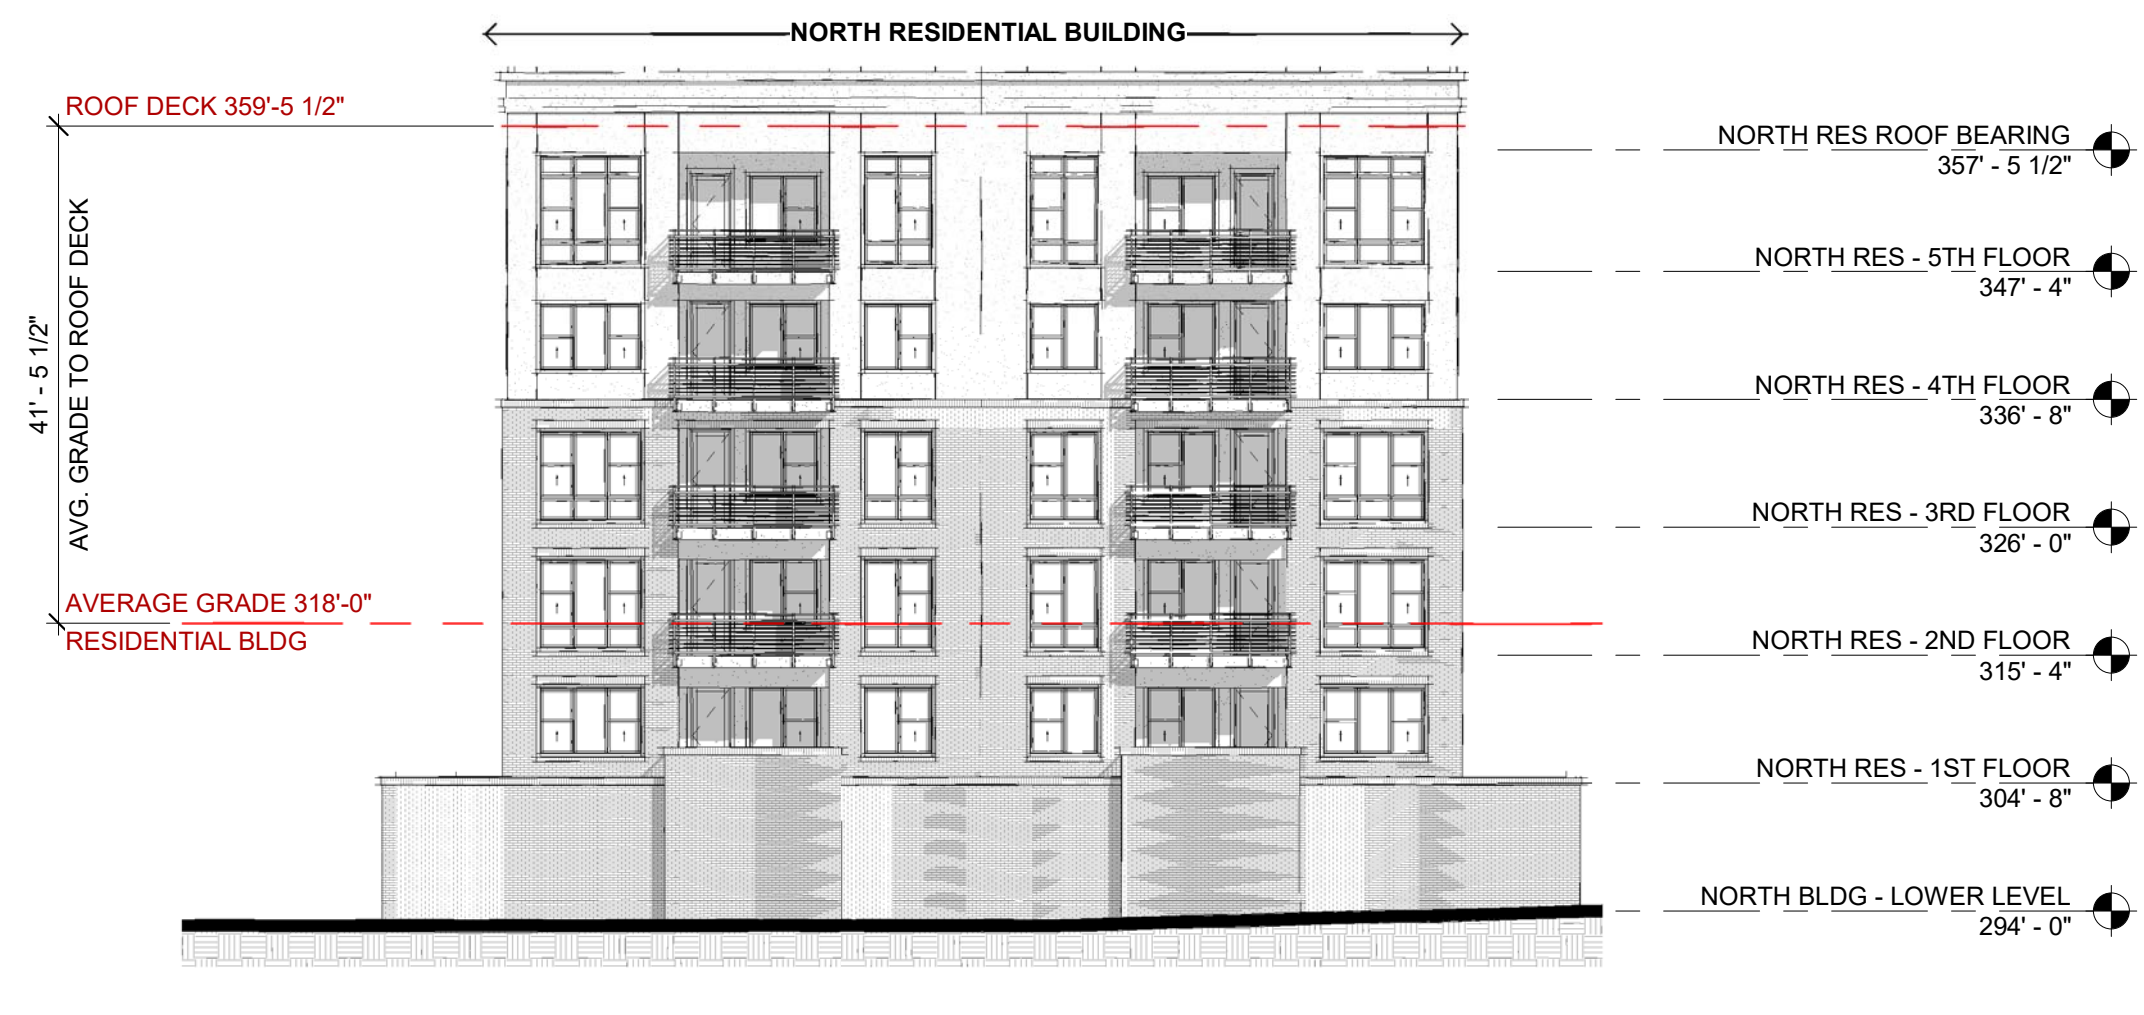 NORTH RESIDENTIAL BUILDING
ROOF DECK 359'-5 1/2"
41' - 5 1/2"
AVG. GRADE TO ROOF DECK
AVERAGE GRADE 318'-0"
RESIDENTIAL BLDG
NORTH RES ROOF BEARING
357' - 5 1/2"
NORTH RES - 5TH FLOOR
347' - 4"
NORTH RES - 4TH FLOOR
336' - 8"
NORTH RES - 3RD FLOOR
326' - 0"
NORTH RES - 2ND FLOOR
315' - 4"
NORTH RES - 1ST FLOOR
304' - 8"
NORTH BLDG - LOWER LEVEL
294' - 0"